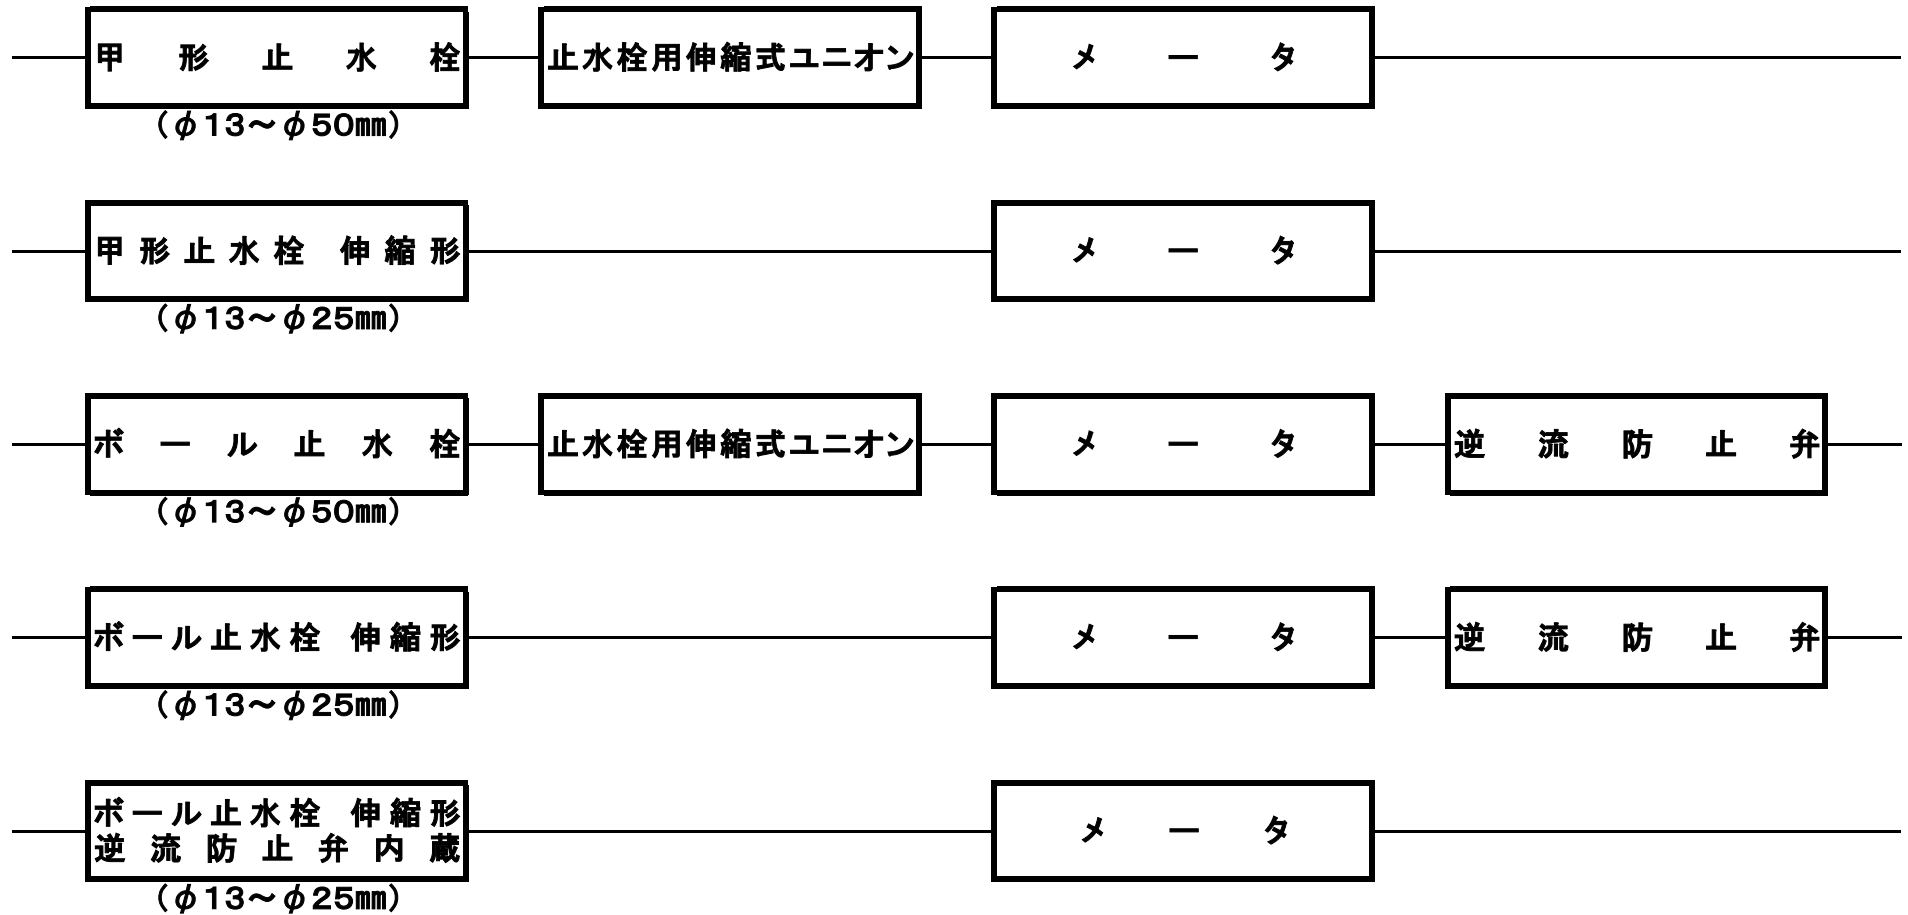 甲形止水栓 止水栓用伸縮式ユニオン メータ
（φ13～φ50㎜）
甲形止水栓 伸縮形 メータ
（φ13～φ25㎜）
ボール止水栓 止水栓用伸縮式ユニオン メータ 逆流防止弁
（φ13～φ50㎜）
ボール止水栓 伸縮形 メータ 逆流防止弁
（φ13～φ25㎜）
ボール止水栓 伸縮形
逆流防止弁内蔵
メータ
（φ13～φ25㎜）